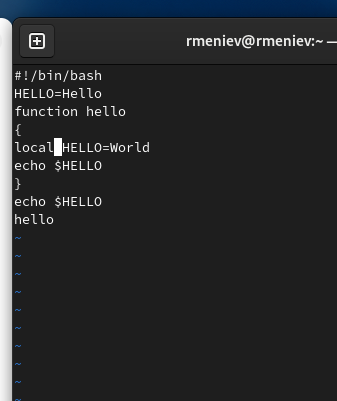 rmeniev@rmeniev:~ —
#!/bin/bash
HELLO=Hello
function hello
{
local HELLO=World
echo $HELLO
}
echo $HELLO
hello
~
~
~
~
~
~
~
~
~
~